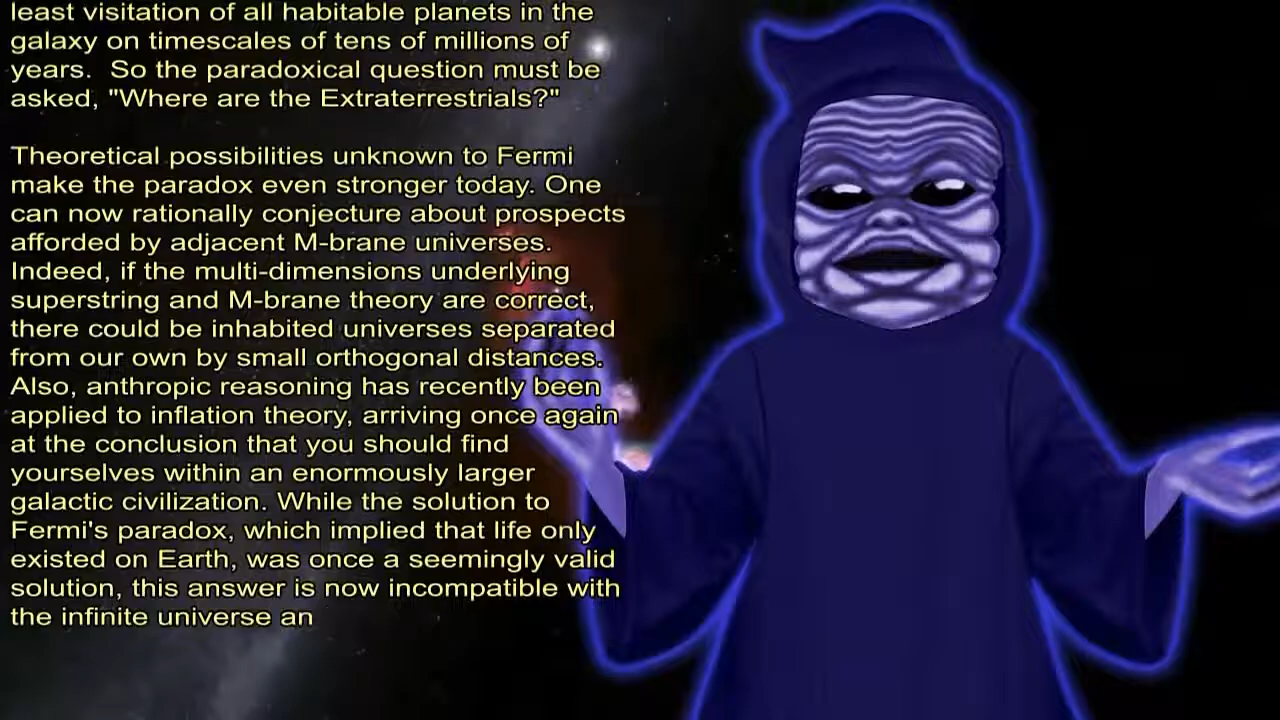 least visitation of all habitable planets in the
galaxy on timescales of tens of millions of
years.  So the paradoxical question must be
asked, "Where are the Extraterrestrials?"
Theoretical possibilities unknown to Fermi
make the paradox even stronger today. One
can now rationally conjecture about prospects
afforded by adjacent M-brane universes.
Indeed, if the multi-dimensions underlying
superstring and M-brane theory are correct,
there could be inhabited universes separated
from our own by small orthogonal distances.
Also, anthropic reasoning has recently been
applied to inflation theory, arriving once again
at the conclusion that you should find
yourselves within an enormously larger
galactic civilization. While the solution to
Fermi's paradox, which implied that life only
existed on Earth, was once a seemingly valid
solution, this answer is now incompatible with
the infinite universe an